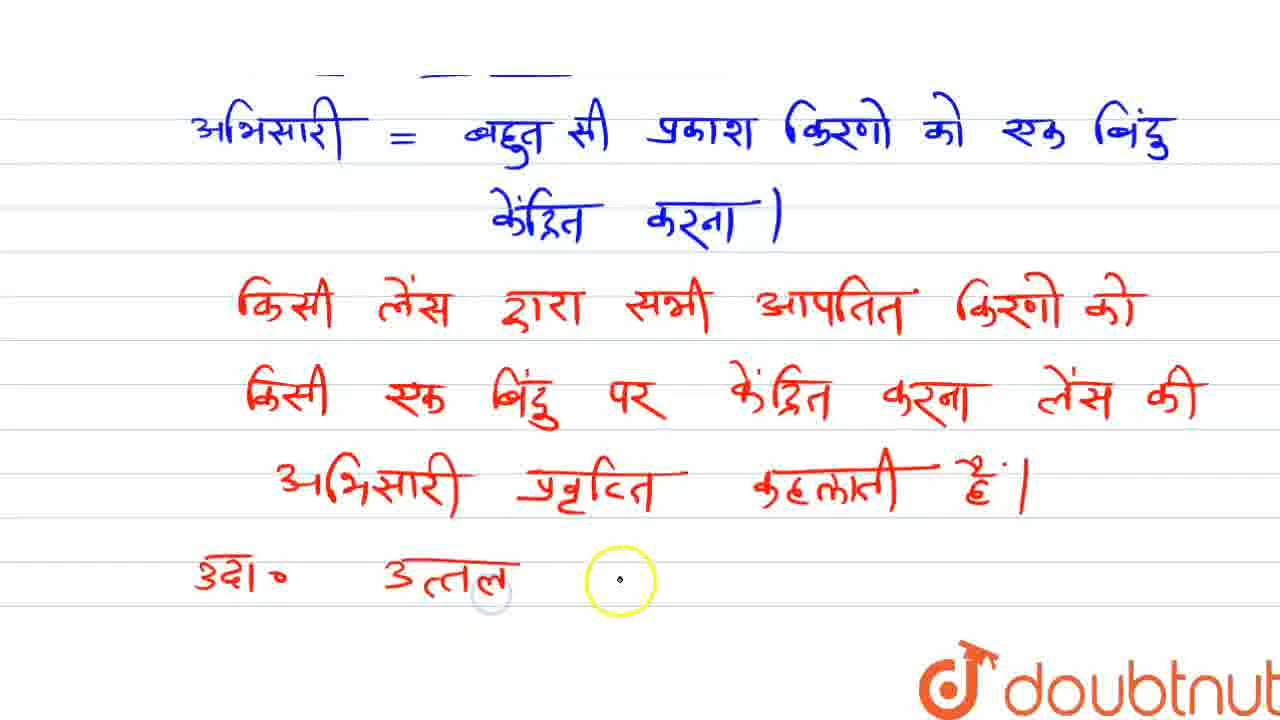 अभिसारी = बहुत सी प्रकाश किरणो को एक बिंदु
केंद्रित करना।
किसी लेंस द्वारा सभी आपतित किरणो को
किसी एक बिंदु पर केंद्रित करना लेंस की
अभिसारी प्रवृत्ति कहलाती हैं।
उदा० उत्तल
doubtnut